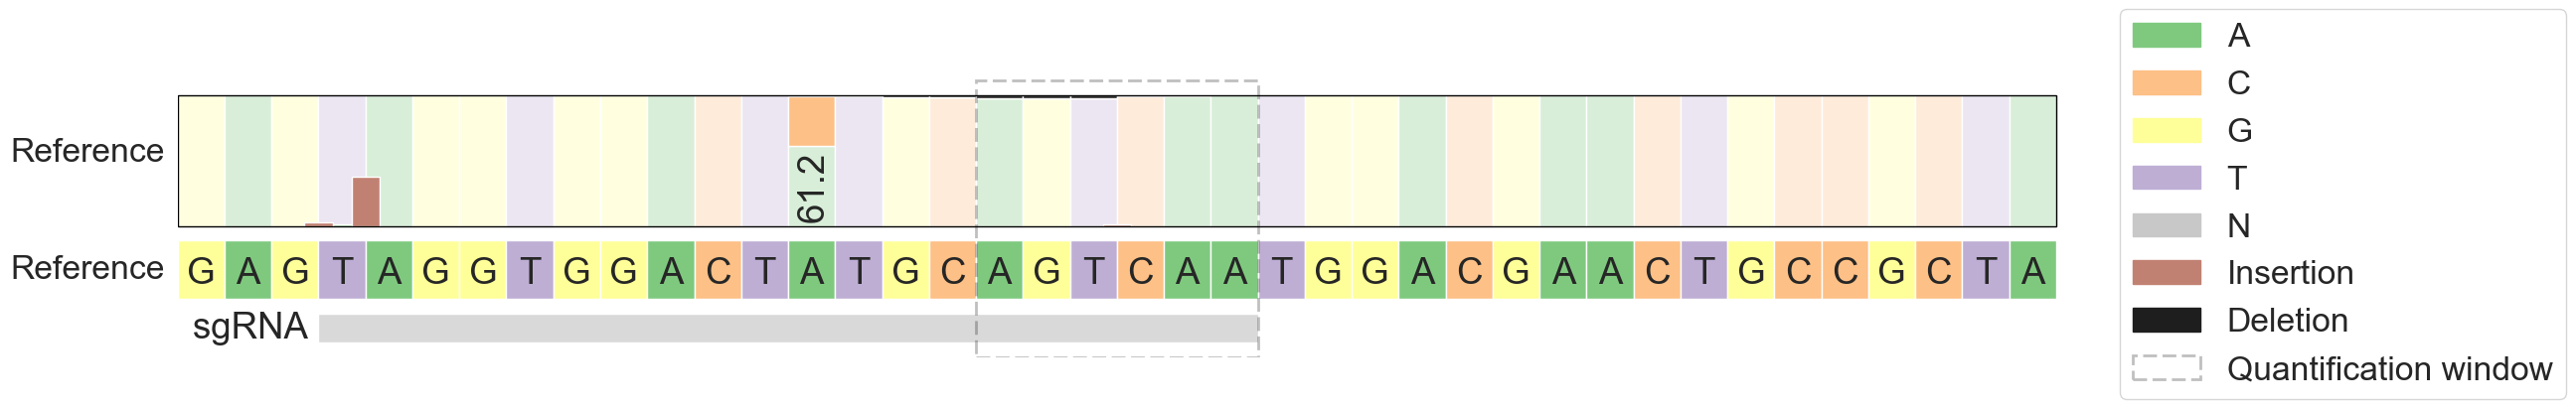 Reference
61.2
Reference G A G T A G G T G G A C T A T G C A G T C A A T G G A C G A A C T G C C G C T A
sgRNA
A
C
G
T
N
Insertion
Deletion
Quantification window